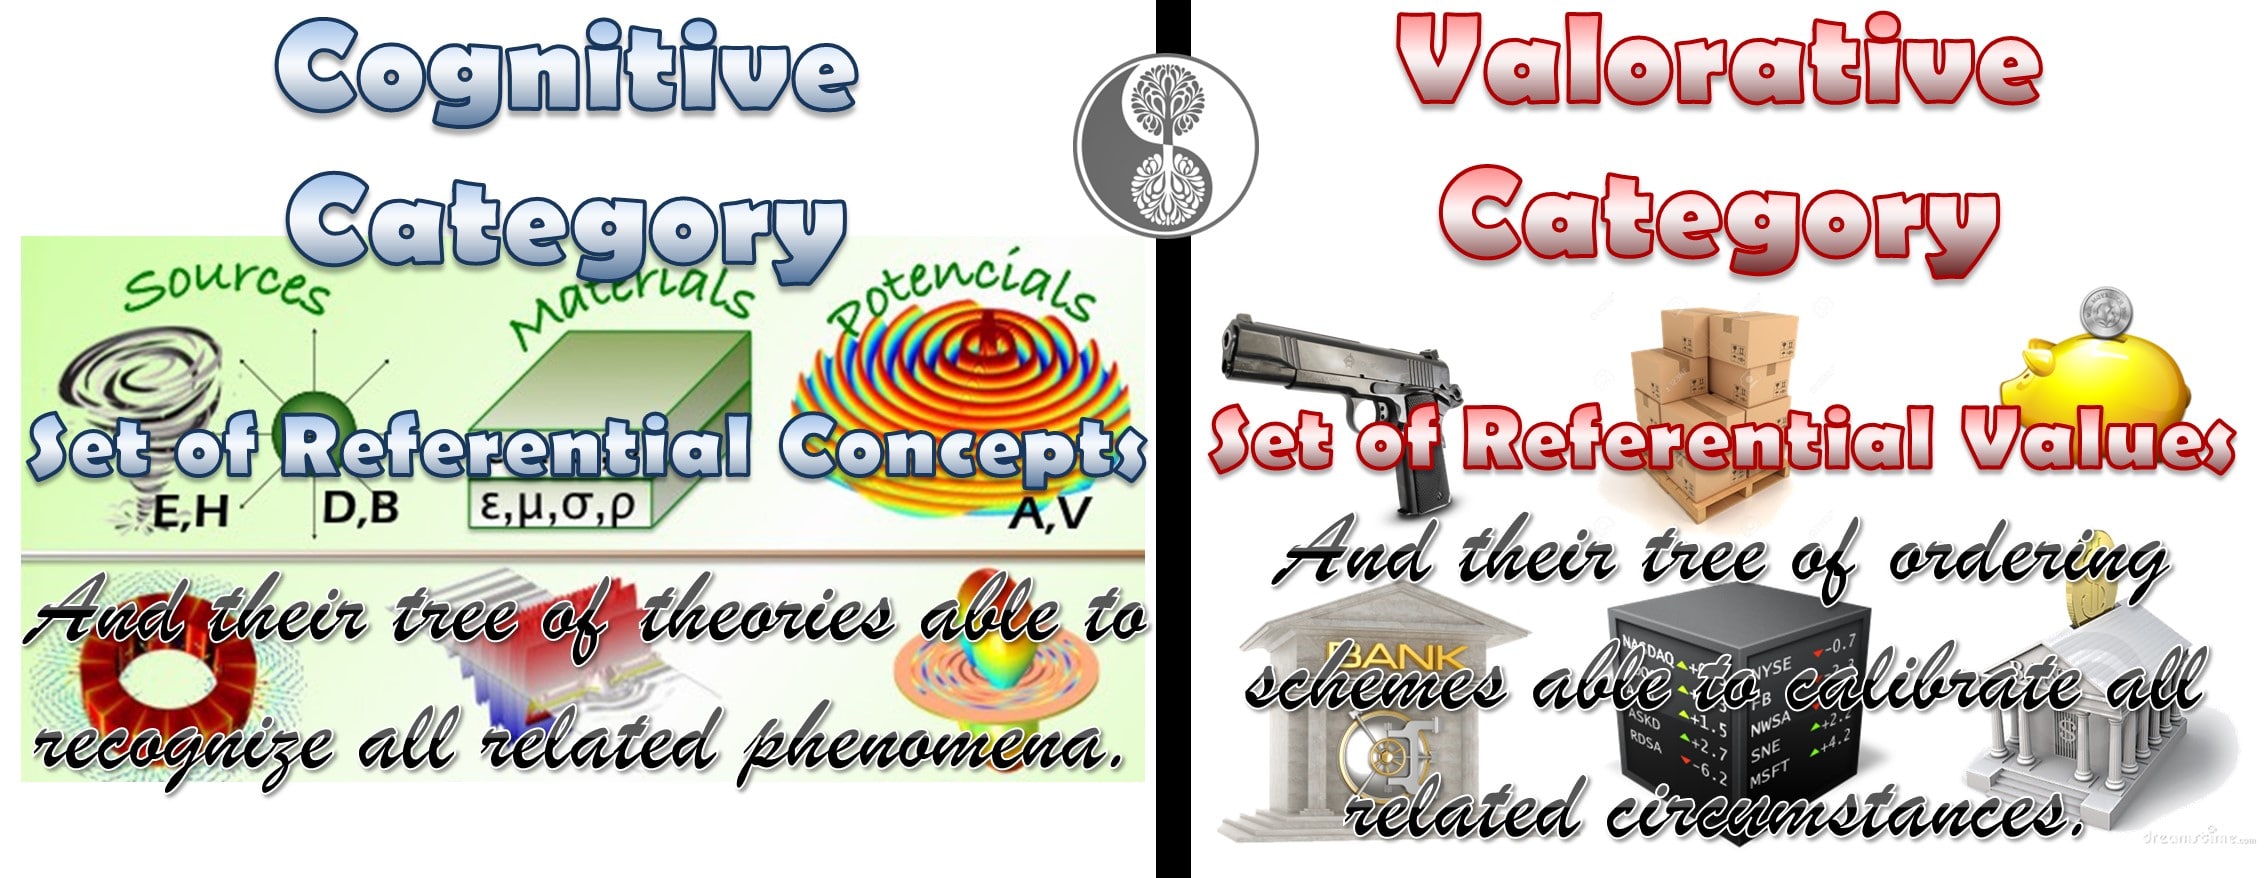 Cognitive
Category
Sources
Materials
Potencials
Set of Referential Concepts
E,H
D,B
ε,μ,σ,ρ
A,V
And their tree of theories able to
recognize all related phenomena.
Valorative
Category
Set of Referential Values
And their tree of ordering
schemes able to calibrate all
related circumstances.
BANK
NASDAQ
ASKD
+1.5
RDSA
+2.7
-6.2
NYSE
-0.7
FB
NWSA
+2.2
SNE
+4.2
MSFT
dreamstime.com